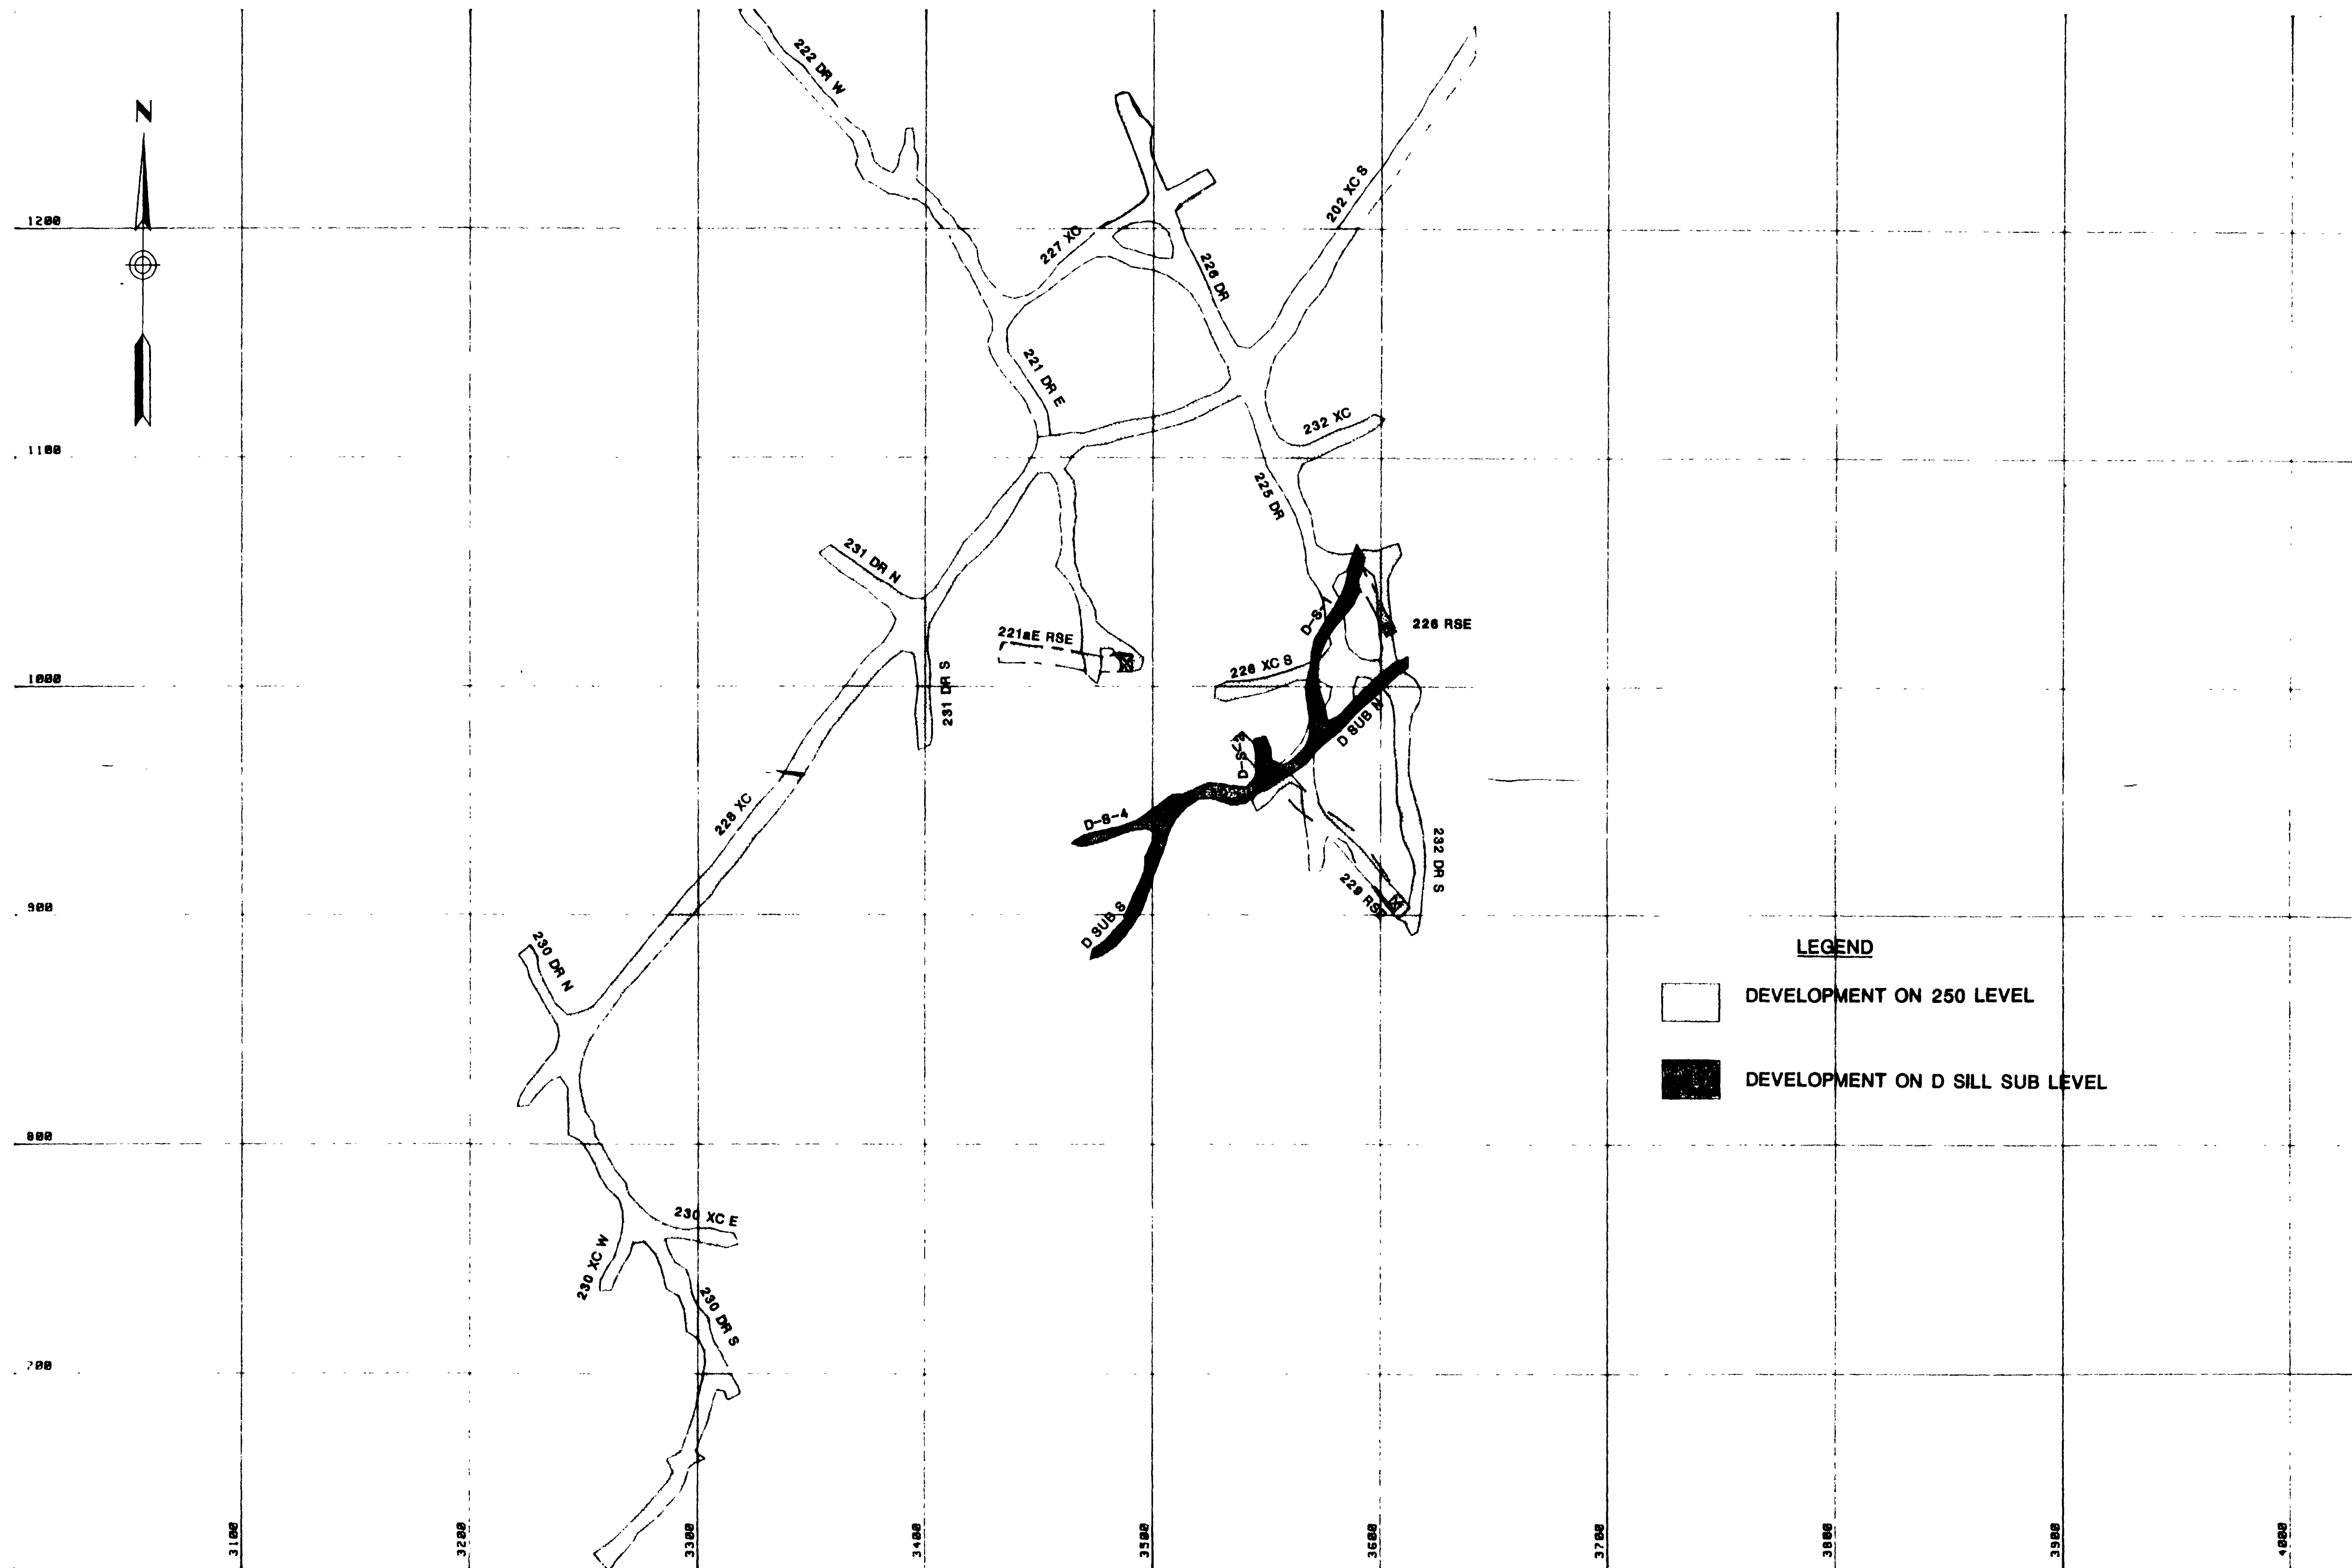 222 DR W
N
202 XC S
1200
227 XC
226 DR
221 DR E
232 XC
1100
225 DR
231 DR N
D-S-1
226 RSE
221aE RSE
226 XC S
1000
231 DR S
D SUB N
228 XC
D-S-4
232 DR S
229 RSE
900
D SUB S
230 DR N
LEGEND
DEVELOPMENT ON 250 LEVEL
DEVELOPMENT ON D SILL SUB LEVEL
800
230 XC E
230 XC W
230 DR S
700
3100
3200
3300
3400
3500
3600
3700
3800
3900
4000